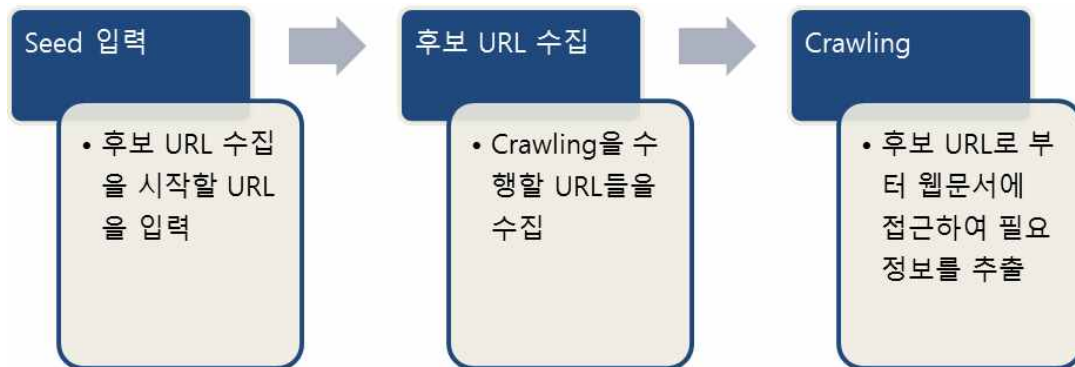 Seed 입력
• 후보 URL 수집
을 시작할 URL
을 입력
후보 URL 수집
• Crawling을 수
행할 URL들을
수집
Crawling
• 후보 URL로 부
터 웹문서에
접근하여 필요
정보를 추출